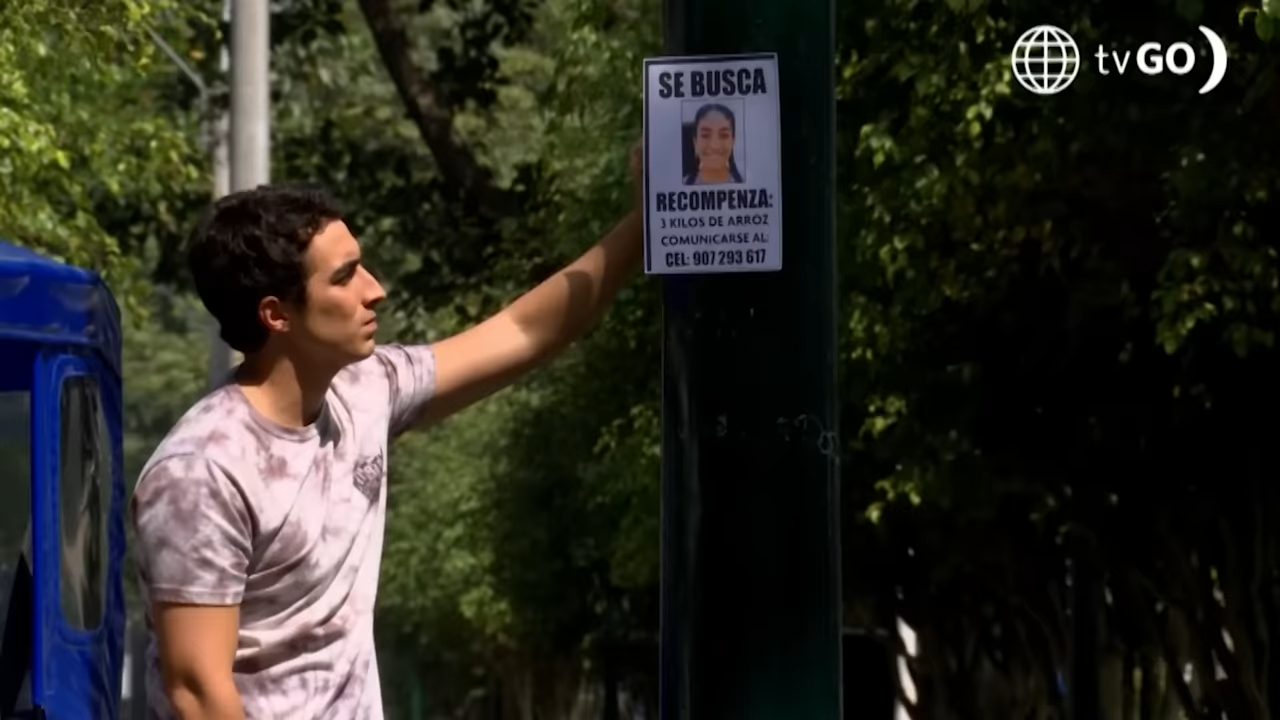 tvGO
SE BUSCA
RECOMPENZA:
3 KILOS DE ARROZ
COMUNICARSE AL:
CEL: 907 293 617